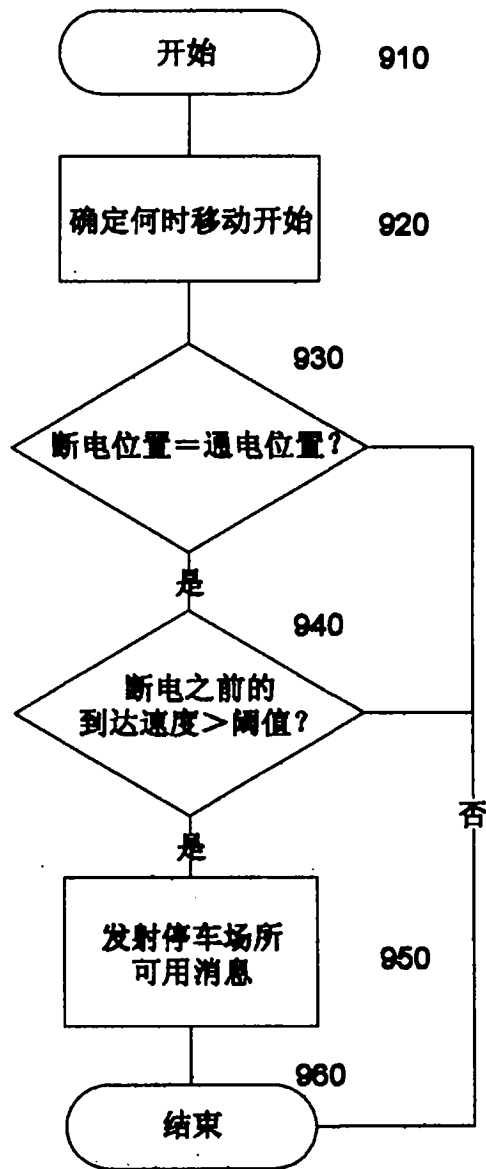 开始
910
确定何时移动开始
920
930
断电位置＝通电位置？
是
940
断电之前的
到达速度＞阈值？
否
是
发射停车场所
可用消息
950
960
结束